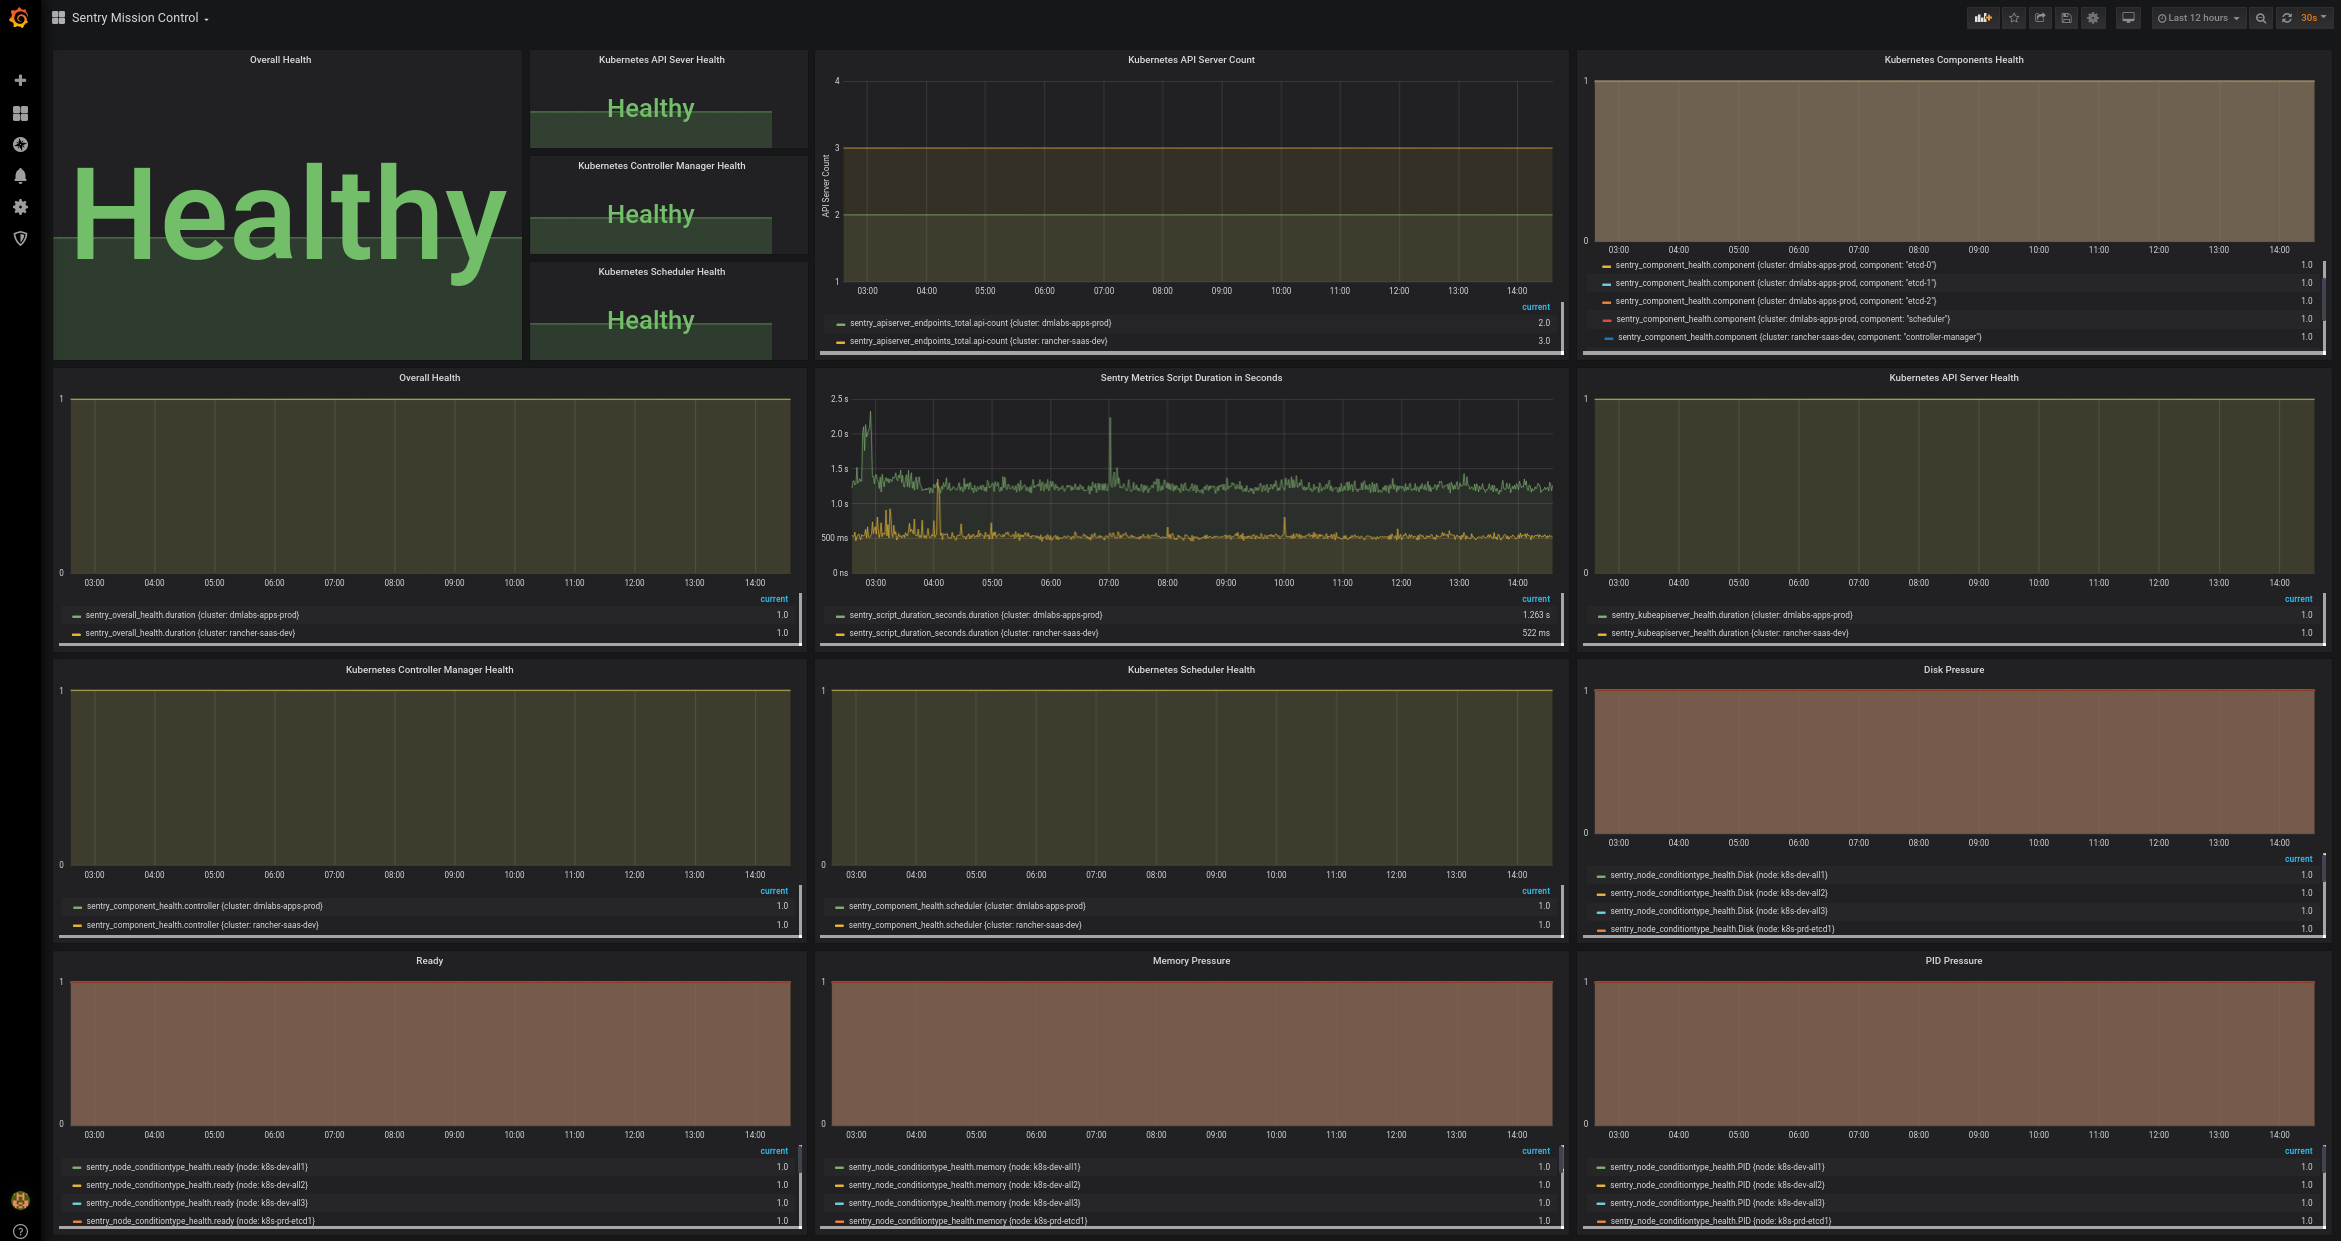 Sentry Mission Control
Last 12 hours
30s
Overall Health
Healthy
Kubernetes API Sever Health
Healthy
Kubernetes Controller Manager Health
Healthy
Kubernetes Scheduler Health
Healthy
Kubernetes API Server Count
API Server Count
4
3
2
1
03:00 04:00 05:00 06:00 07:00 08:00 09:00 10:00 11:00 12:00 13:00 14:00
current
sentry_apiserver_endpoints_total.api-count {cluster: dmlabs-apps-prod} 2.0
sentry_apiserver_endpoints_total.api-count {cluster: rancher-saas-dev} 3.0
Kubernetes Components Health
1
0
03:00 04:00 05:00 06:00 07:00 08:00 09:00 10:00 11:00 12:00 13:00 14:00
sentry_component_health.component {cluster: dmlabs-apps-prod, component: "etcd-0"} 1.0
sentry_component_health.component {cluster: dmlabs-apps-prod, component: "etcd-1"} 1.0
sentry_component_health.component {cluster: dmlabs-apps-prod, component: "etcd-2"} 1.0
sentry_component_health.component {cluster: dmlabs-apps-prod, component: "scheduler"} 1.0
sentry_component_health.component {cluster: rancher-saas-dev, component: "controller-manager"} 1.0
Overall Health
1
0
03:00 04:00 05:00 06:00 07:00 08:00 09:00 10:00 11:00 12:00 13:00 14:00
current
sentry_overall_health.duration {cluster: dmlabs-apps-prod} 1.0
sentry_overall_health.duration {cluster: rancher-saas-dev} 1.0
Sentry Metrics Script Duration in Seconds
2.5 s
2.0 s
1.5 s
1.0 s
500 ms
0 ns
03:00 04:00 05:00 06:00 07:00 08:00 09:00 10:00 11:00 12:00 13:00 14:00
current
sentry_script_duration_seconds.duration {cluster: dmlabs-apps-prod} 1.263 s
sentry_script_duration_seconds.duration {cluster: rancher-saas-dev} 522 ms
Kubernetes API Server Health
1
0
03:00 04:00 05:00 06:00 07:00 08:00 09:00 10:00 11:00 12:00 13:00 14:00
current
sentry_kubeapiserver_health.duration {cluster: dmlabs-apps-prod} 1.0
sentry_kubeapiserver_health.duration {cluster: rancher-saas-dev} 1.0
Kubernetes Controller Manager Health
1
0
03:00 04:00 05:00 06:00 07:00 08:00 09:00 10:00 11:00 12:00 13:00 14:00
current
sentry_component_health.controller {cluster: dmlabs-apps-prod} 1.0
sentry_component_health.controller {cluster: rancher-saas-dev} 1.0
Kubernetes Scheduler Health
1
0
03:00 04:00 05:00 06:00 07:00 08:00 09:00 10:00 11:00 12:00 13:00 14:00
current
sentry_component_health.scheduler {cluster: dmlabs-apps-prod} 1.0
sentry_component_health.scheduler {cluster: rancher-saas-dev} 1.0
Disk Pressure
1
0
03:00 04:00 05:00 06:00 07:00 08:00 09:00 10:00 11:00 12:00 13:00 14:00
current
sentry_node_conditiontype_health.Disk {node: k8s-dev-all1} 1.0
sentry_node_conditiontype_health.Disk {node: k8s-dev-all2} 1.0
sentry_node_conditiontype_health.Disk {node: k8s-dev-all3} 1.0
sentry_node_conditiontype_health.Disk {node: k8s-prd-etcd1} 1.0
Ready
1
0
03:00 04:00 05:00 06:00 07:00 08:00 09:00 10:00 11:00 12:00 13:00 14:00
current
sentry_node_conditiontype_health.ready {node: k8s-dev-all1} 1.0
sentry_node_conditiontype_health.ready {node: k8s-dev-all2} 1.0
sentry_node_conditiontype_health.ready {node: k8s-dev-all3} 1.0
sentry_node_conditiontype_health.ready {node: k8s-prd-etcd1} 1.0
Memory Pressure
1
0
03:00 04:00 05:00 06:00 07:00 08:00 09:00 10:00 11:00 12:00 13:00 14:00
current
sentry_node_conditiontype_health.memory {node: k8s-dev-all1} 1.0
sentry_node_conditiontype_health.memory {node: k8s-dev-all2} 1.0
sentry_node_conditiontype_health.memory {node: k8s-dev-all3} 1.0
sentry_node_conditiontype_health.memory {node: k8s-prd-etcd1} 1.0
PID Pressure
1
0
03:00 04:00 05:00 06:00 07:00 08:00 09:00 10:00 11:00 12:00 13:00 14:00
current
sentry_node_conditiontype_health.PID {node: k8s-dev-all1} 1.0
sentry_node_conditiontype_health.PID {node: k8s-dev-all2} 1.0
sentry_node_conditiontype_health.PID {node: k8s-dev-all3} 1.0
sentry_node_conditiontype_health.PID {node: k8s-prd-etcd1} 1.0